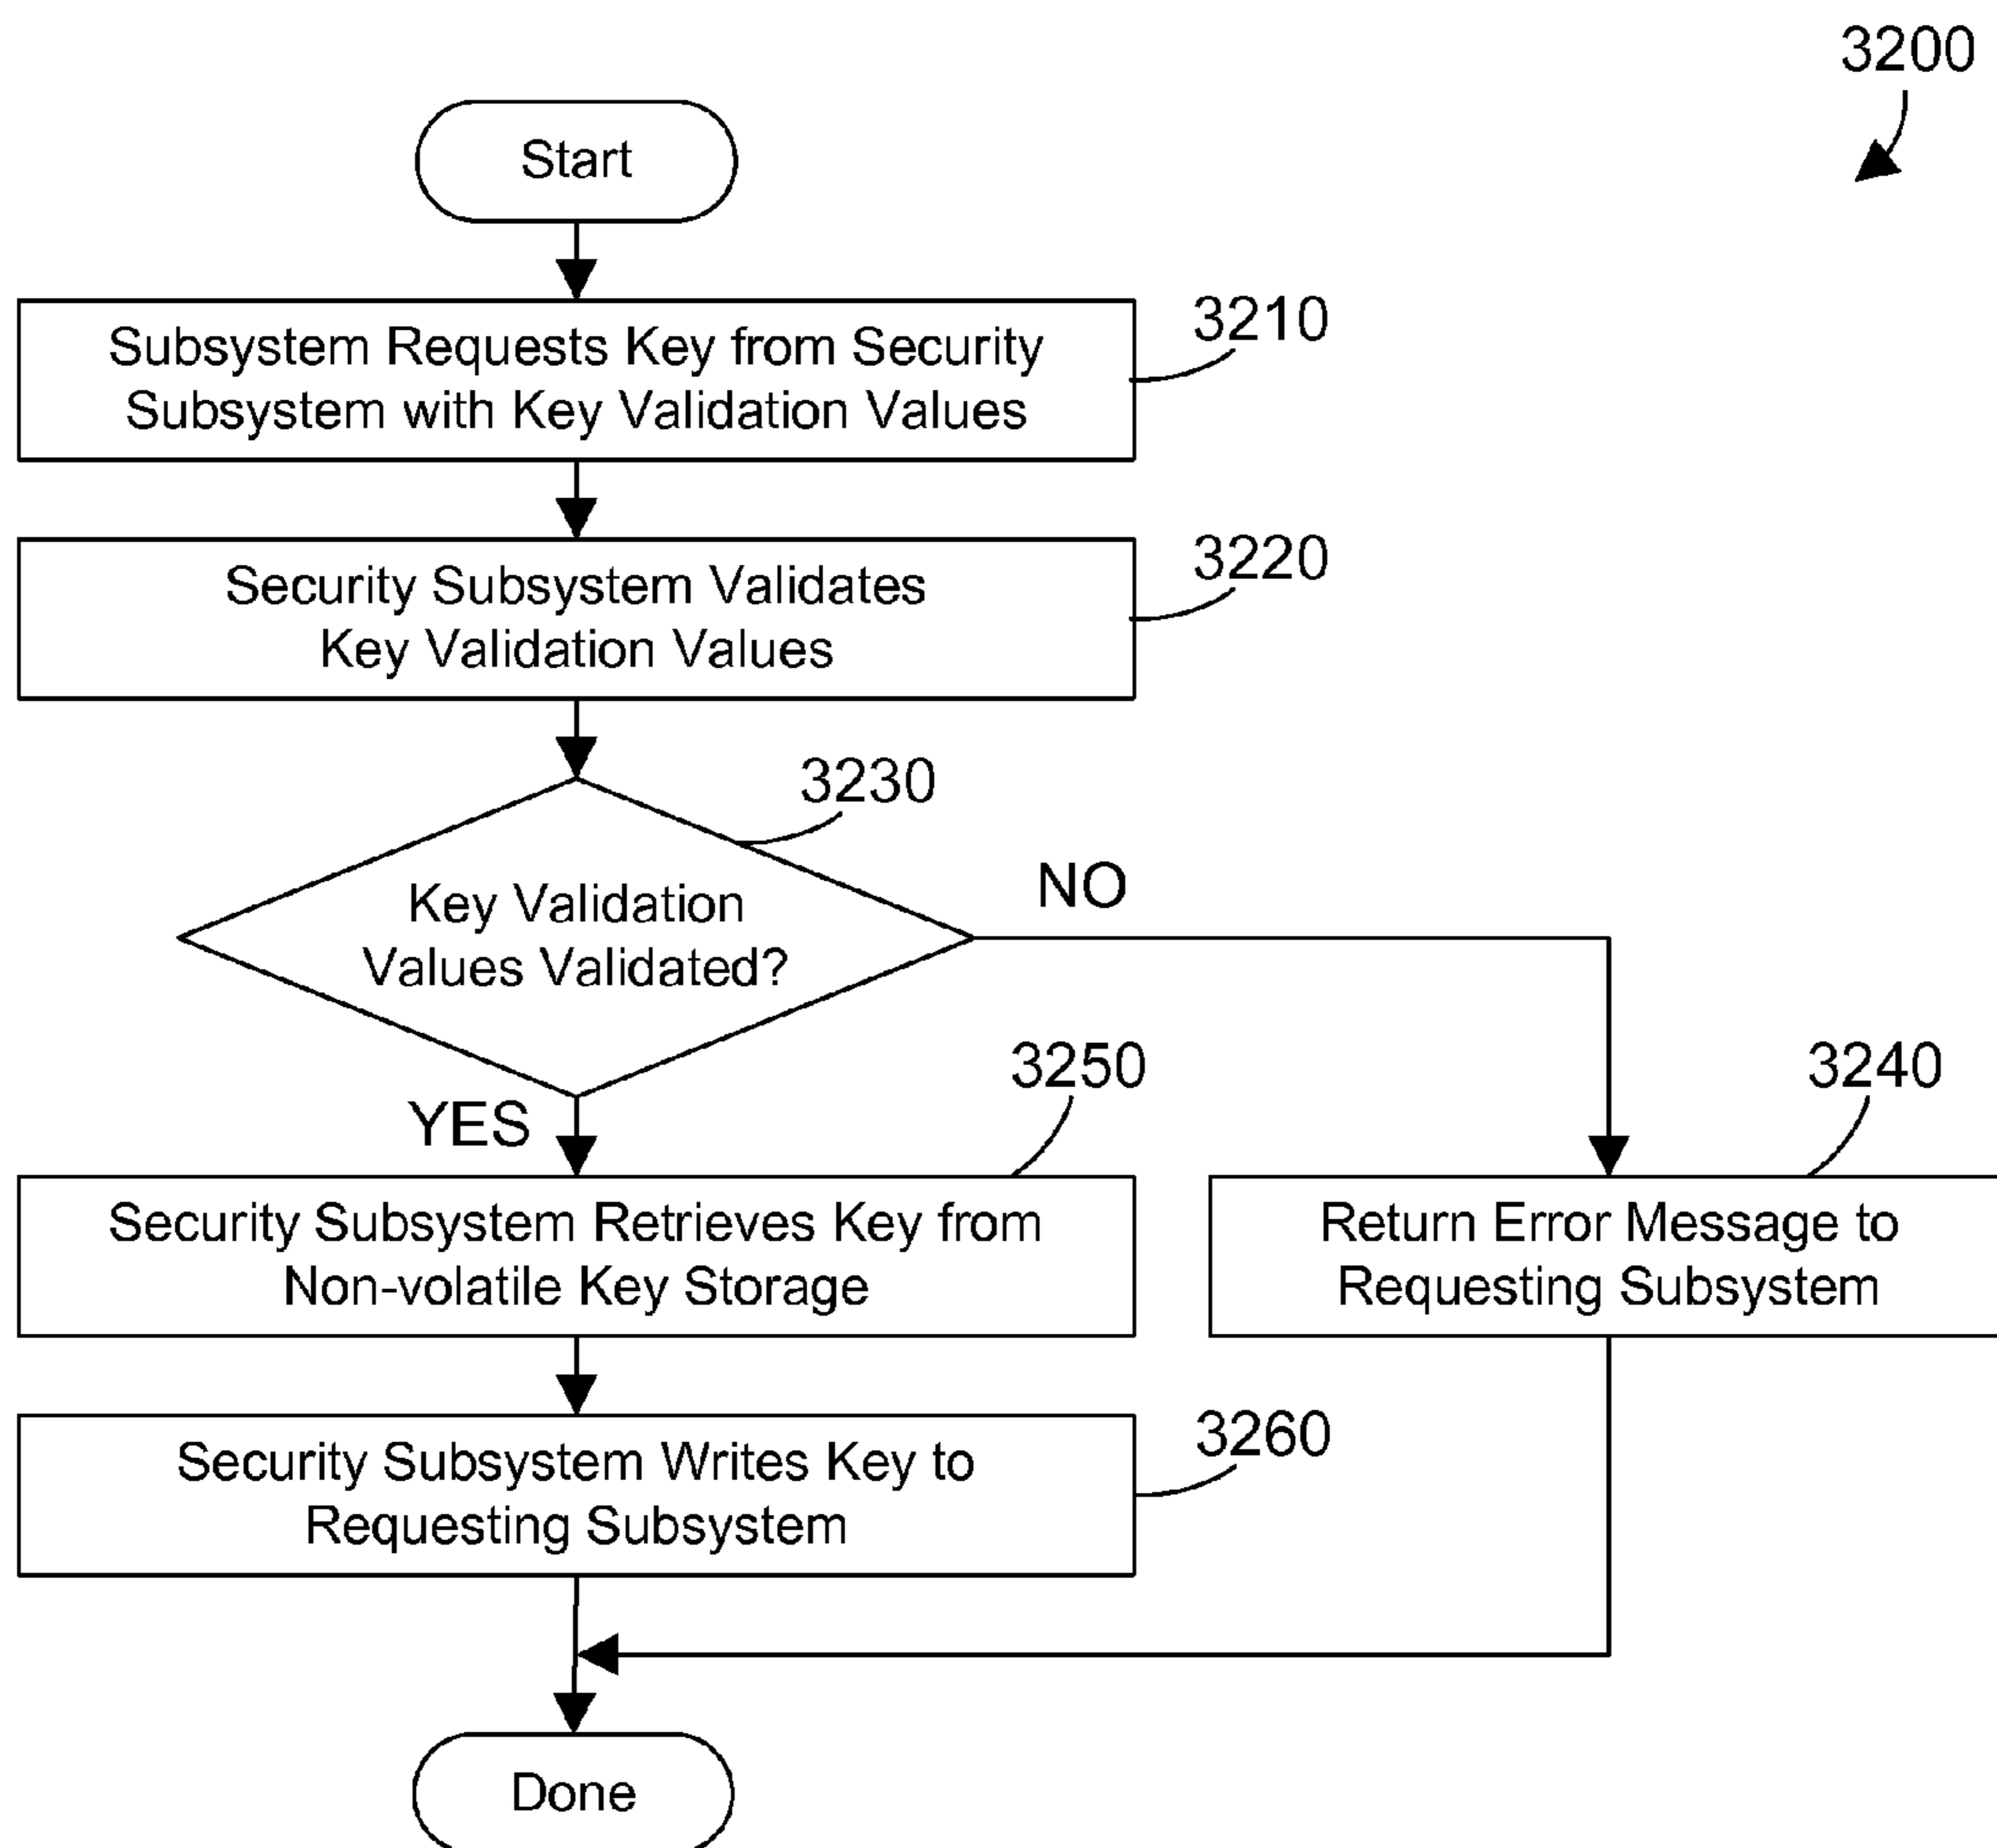 3200
Start
Subsystem Requests Key from Security
Subsystem with Key Validation Values
3210
Security Subsystem Validates
Key Validation Values
3220
3230
Key Validation
Values Validated?
NO
YES
3250
3240
Security Subsystem Retrieves Key from
Non-volatile Key Storage
Return Error Message to
Requesting Subsystem
Security Subsystem Writes Key to
Requesting Subsystem
3260
Done